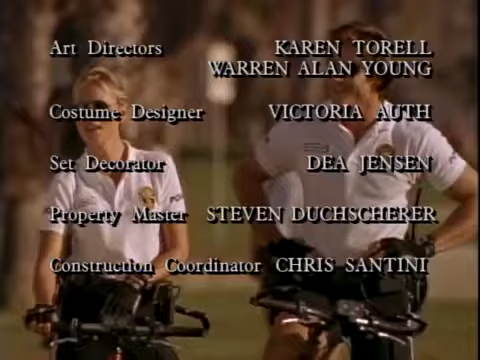 Art Directors KAREN TORELL
WARREN ALAN YOUNG
Costume Designer VICTORIA AUTH
Set Decorator DEA JENSEN
Property Master STEVEN DUCHSCHERER
Construction Coordinator CHRIS SANTINI